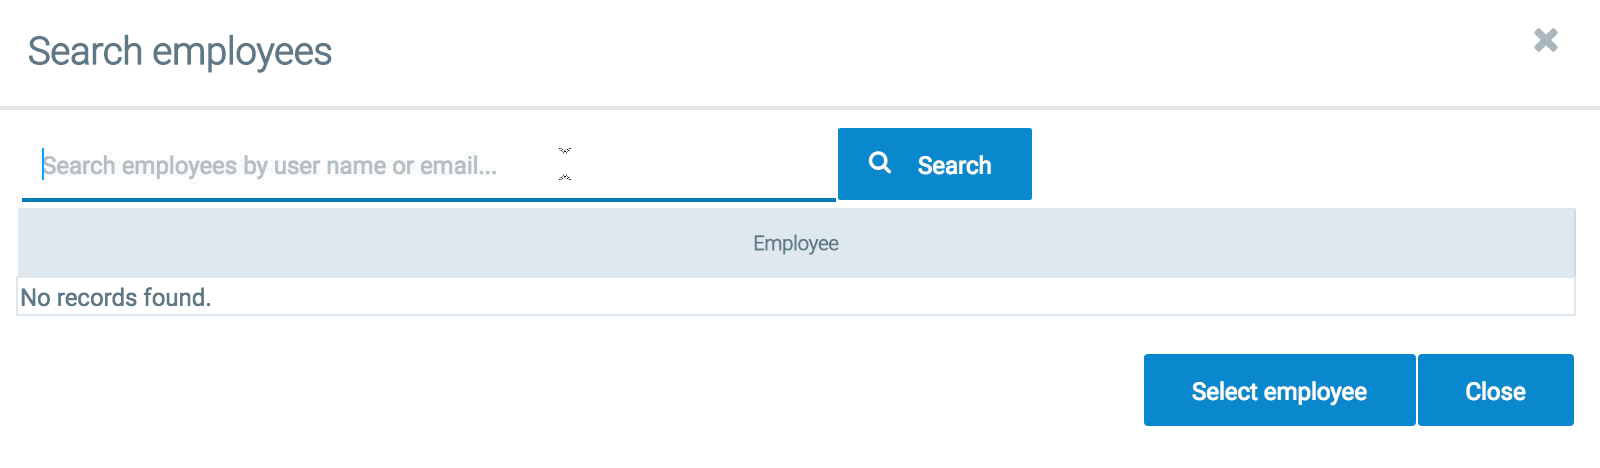 Search employees
Search employees by user name or email...
Search
Employee
No records found.
Select employee
Close